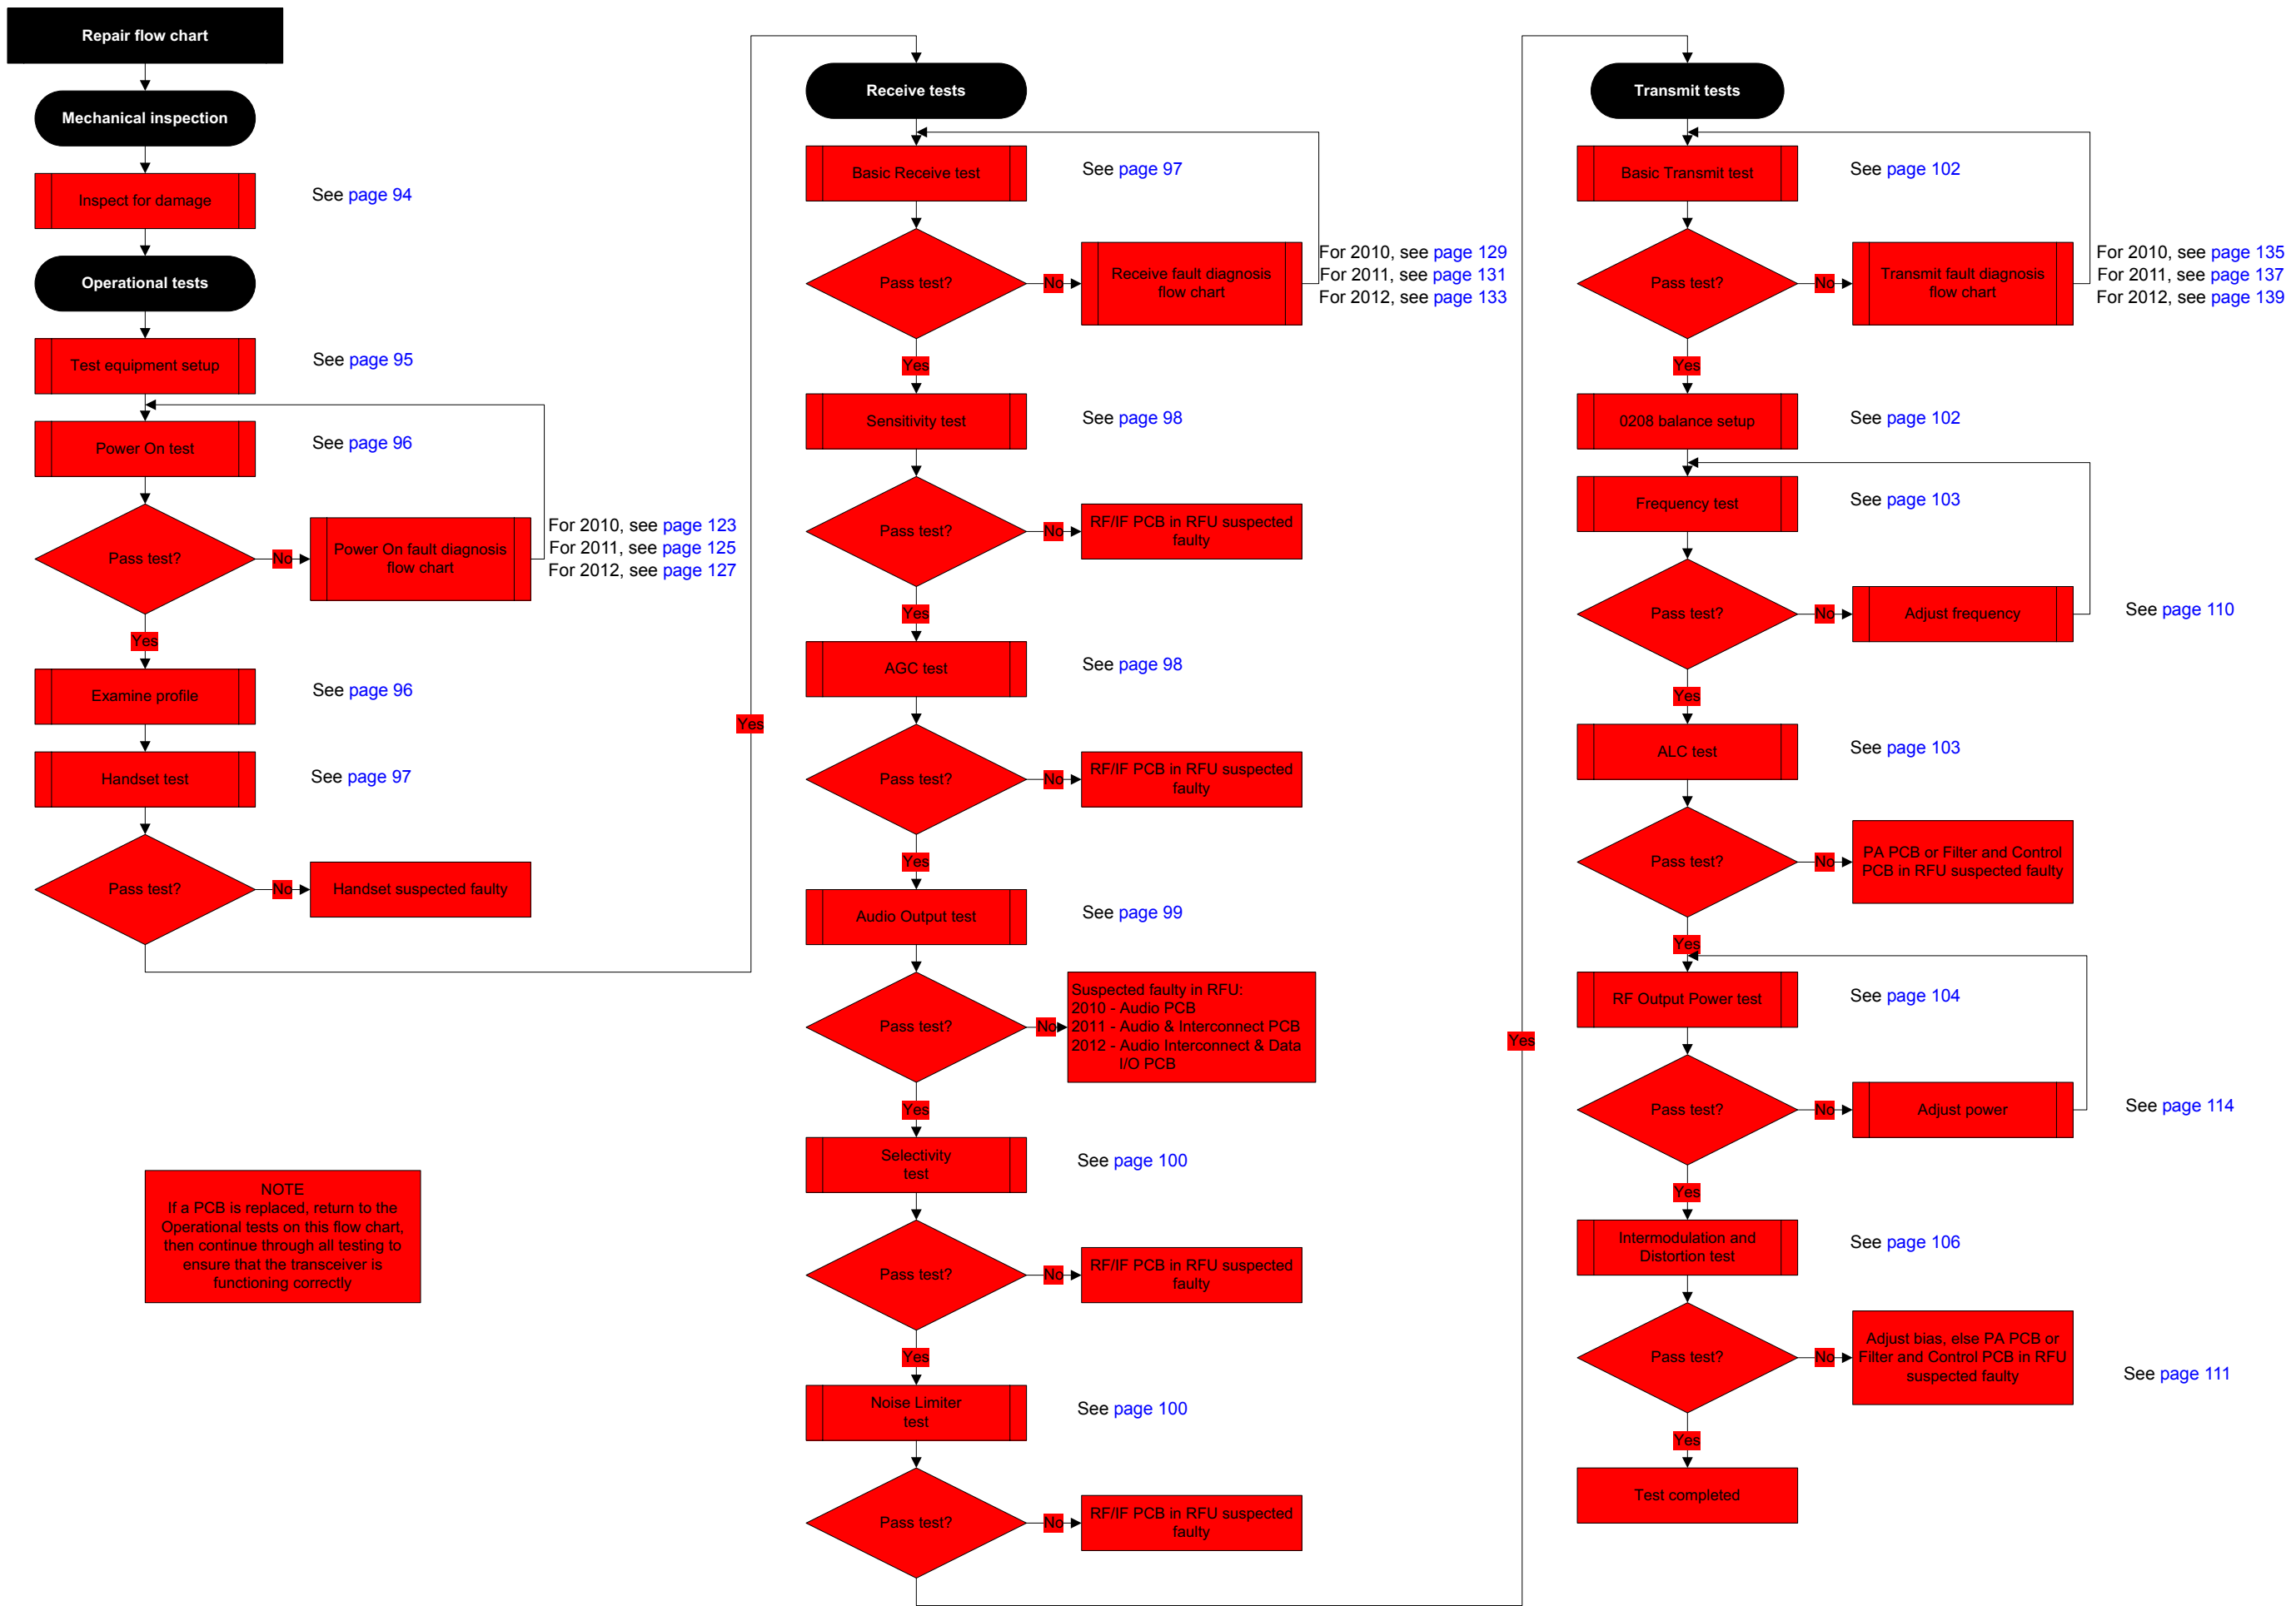 Repair flow chart
Mechanical inspection
Inspect for damage
See page 94
Operational tests
Test equipment setup
See page 95
Power On test
See page 96
Pass test?
No
Power On fault diagnosis
flow chart
For 2010, see page 123
For 2011, see page 125
For 2012, see page 127
Yes
Examine profile
See page 96
Handset test
See page 97
Pass test?
No
Handset suspected faulty
Yes
NOTE
If a PCB is replaced, return to the
Operational tests on this flow chart,
then continue through all testing to
ensure that the transceiver is
functioning correctly
Receive tests
Basic Receive test
See page 97
Pass test?
No
Receive fault diagnosis
flow chart
For 2010, see page 129
For 2011, see page 131
For 2012, see page 133
Yes
Sensitivity test
See page 98
Pass test?
No
RF/IF PCB in RFU suspected
faulty
Yes
AGC test
See page 98
Pass test?
No
RF/IF PCB in RFU suspected
faulty
Yes
Audio Output test
See page 99
Pass test?
No
Suspected faulty in RFU:
2010 - Audio PCB
2011 - Audio & Interconnect PCB
2012 - Audio Interconnect & Data
I/O PCB
Yes
Selectivity
test
See page 100
Pass test?
No
RF/IF PCB in RFU suspected
faulty
Yes
Noise Limiter
test
See page 100
Pass test?
No
RF/IF PCB in RFU suspected
faulty
Yes
Transmit tests
Basic Transmit test
See page 102
Pass test?
No
Transmit fault diagnosis
flow chart
For 2010, see page 135
For 2011, see page 137
For 2012, see page 139
Yes
0208 balance setup
See page 102
Frequency test
See page 103
Pass test?
No
Adjust frequency
See page 110
Yes
ALC test
See page 103
Pass test?
No
PA PCB or Filter and Control
PCB in RFU suspected faulty
Yes
RF Output Power test
See page 104
Pass test?
No
Adjust power
See page 114
Yes
Intermodulation and
Distortion test
See page 106
Pass test?
No
Adjust bias, else PA PCB or
Filter and Control PCB in RFU
suspected faulty
See page 111
Yes
Test completed